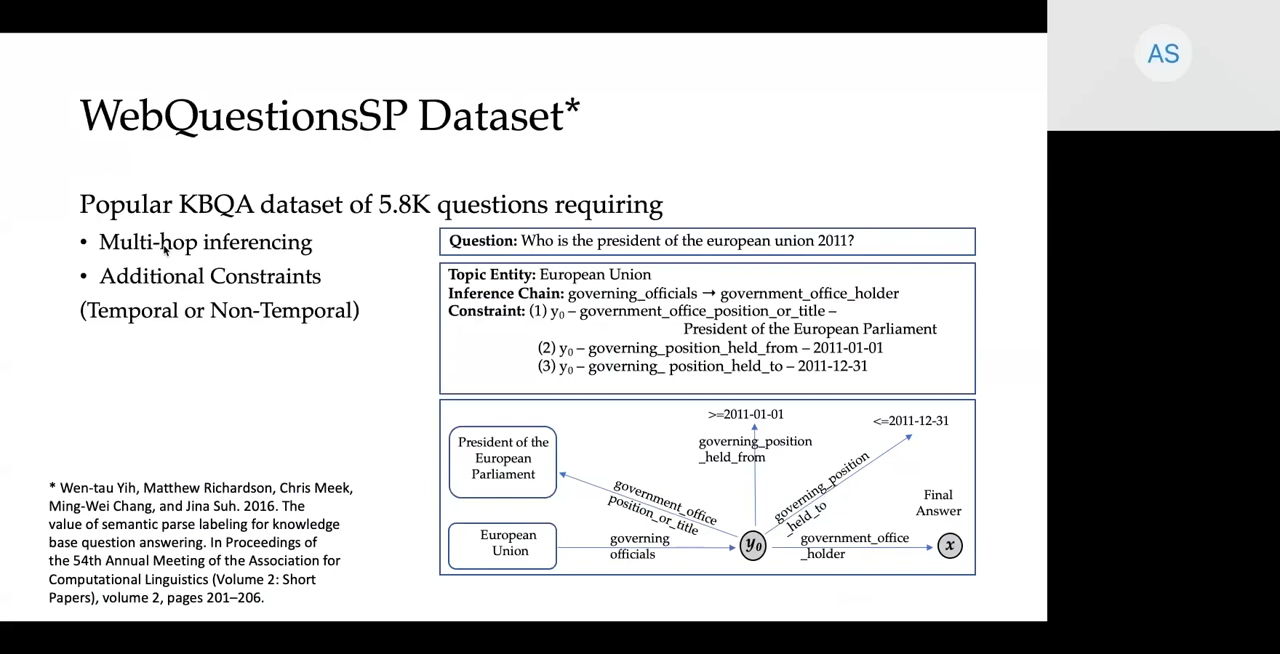 WebQuestionsSP Dataset*
Popular KBQA dataset of 5.8K questions requiring
• Multi-hop inferencing
• Additional Constraints
(Temporal or Non-Temporal)
Question: Who is the president of the european union 2011?
Topic Entity: European Union
Inference Chain: governing_officials → government_office_holder
Constraint: (1) y₀ – government_office_position_or_title –
President of the European Parliament
(2) y₀ – governing_position_held_from – 2011-01-01
(3) y₀ – governing_ position_held_to – 2011-12-31
>=2011-01-01
<=2011-12-31
President of the
European
Parliament
governing_position
_held_from
governing_position
_held_to
government_office
position_or_title
Final
Answer
European
Union
governing
officials
y₀
government_office
_holder
x
* Wen-tau Yih, Matthew Richardson, Chris Meek,
Ming-Wei Chang, and Jina Suh. 2016. The
value of semantic parse labeling for knowledge
base question answering. In Proceedings of
the 54th Annual Meeting of the Association for
Computational Linguistics (Volume 2: Short
Papers), volume 2, pages 201–206.
AS